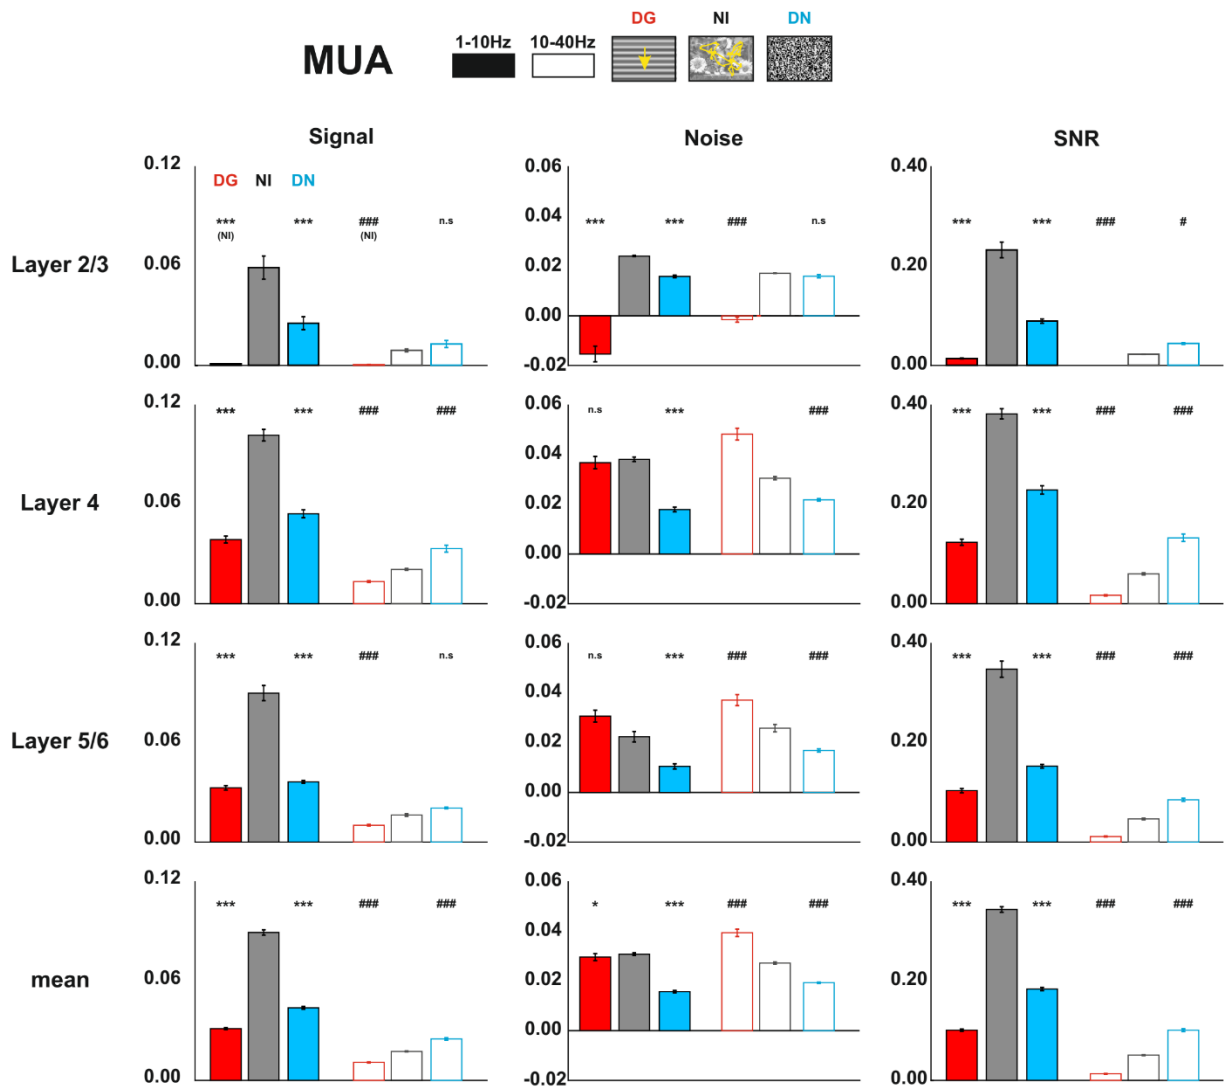 DG NI DN
MUA 1-10Hz 10-40Hz
Signal Noise SNR
Layer 2/3
0.12 0.06 0.00
DG NI DN
*** *** ### n.s
(NI) (NI)
0.06 0.04 0.02 0.00 -0.02
*** *** ### n.s
0.40 0.20 0.00
*** *** ### #
Layer 4
0.12 0.06 0.00
*** *** ### ###
0.06 0.04 0.02 0.00 -0.02
n.s *** ###
0.40 0.20 0.00
*** *** ### ###
Layer 5/6
0.12 0.06 0.00
*** *** ### n.s
0.06 0.04 0.02 0.00 -0.02
n.s *** ### ###
0.40 0.20 0.00
*** *** ### ###
mean
0.12 0.06 0.00
*** *** ### ###
0.06 0.04 0.02 0.00 -0.02
* *** ### ###
0.40 0.20 0.00
*** *** ### ###